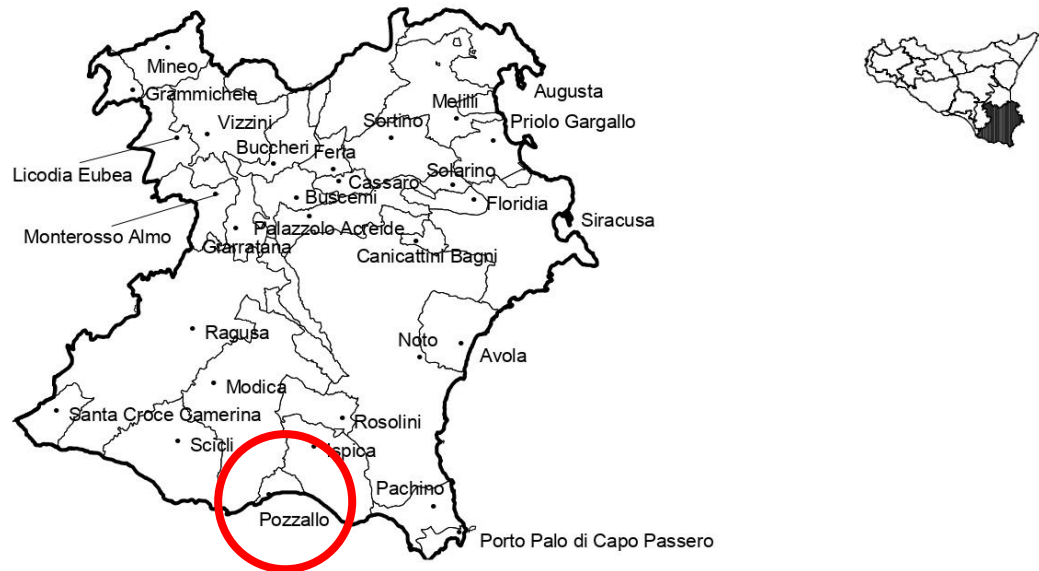 Mineo
Grammichele
Augusta
Melilli
Vizzini
Sortino
Priolo Gargallo
Buccheri
Ferla
Licodia Eubea
Solarino
Cassaro
Buscemi
Floridia
Siracusa
Monterosso Almo
Palazzolo Acreide
Giarratana
Canicattini Bagni
Ragusa
Noto
Avola
Modica
Santa Croce Camerina
Rosolini
Scicli
Ispica
Pachino
Pozzallo
Porto Palo di Capo Passero